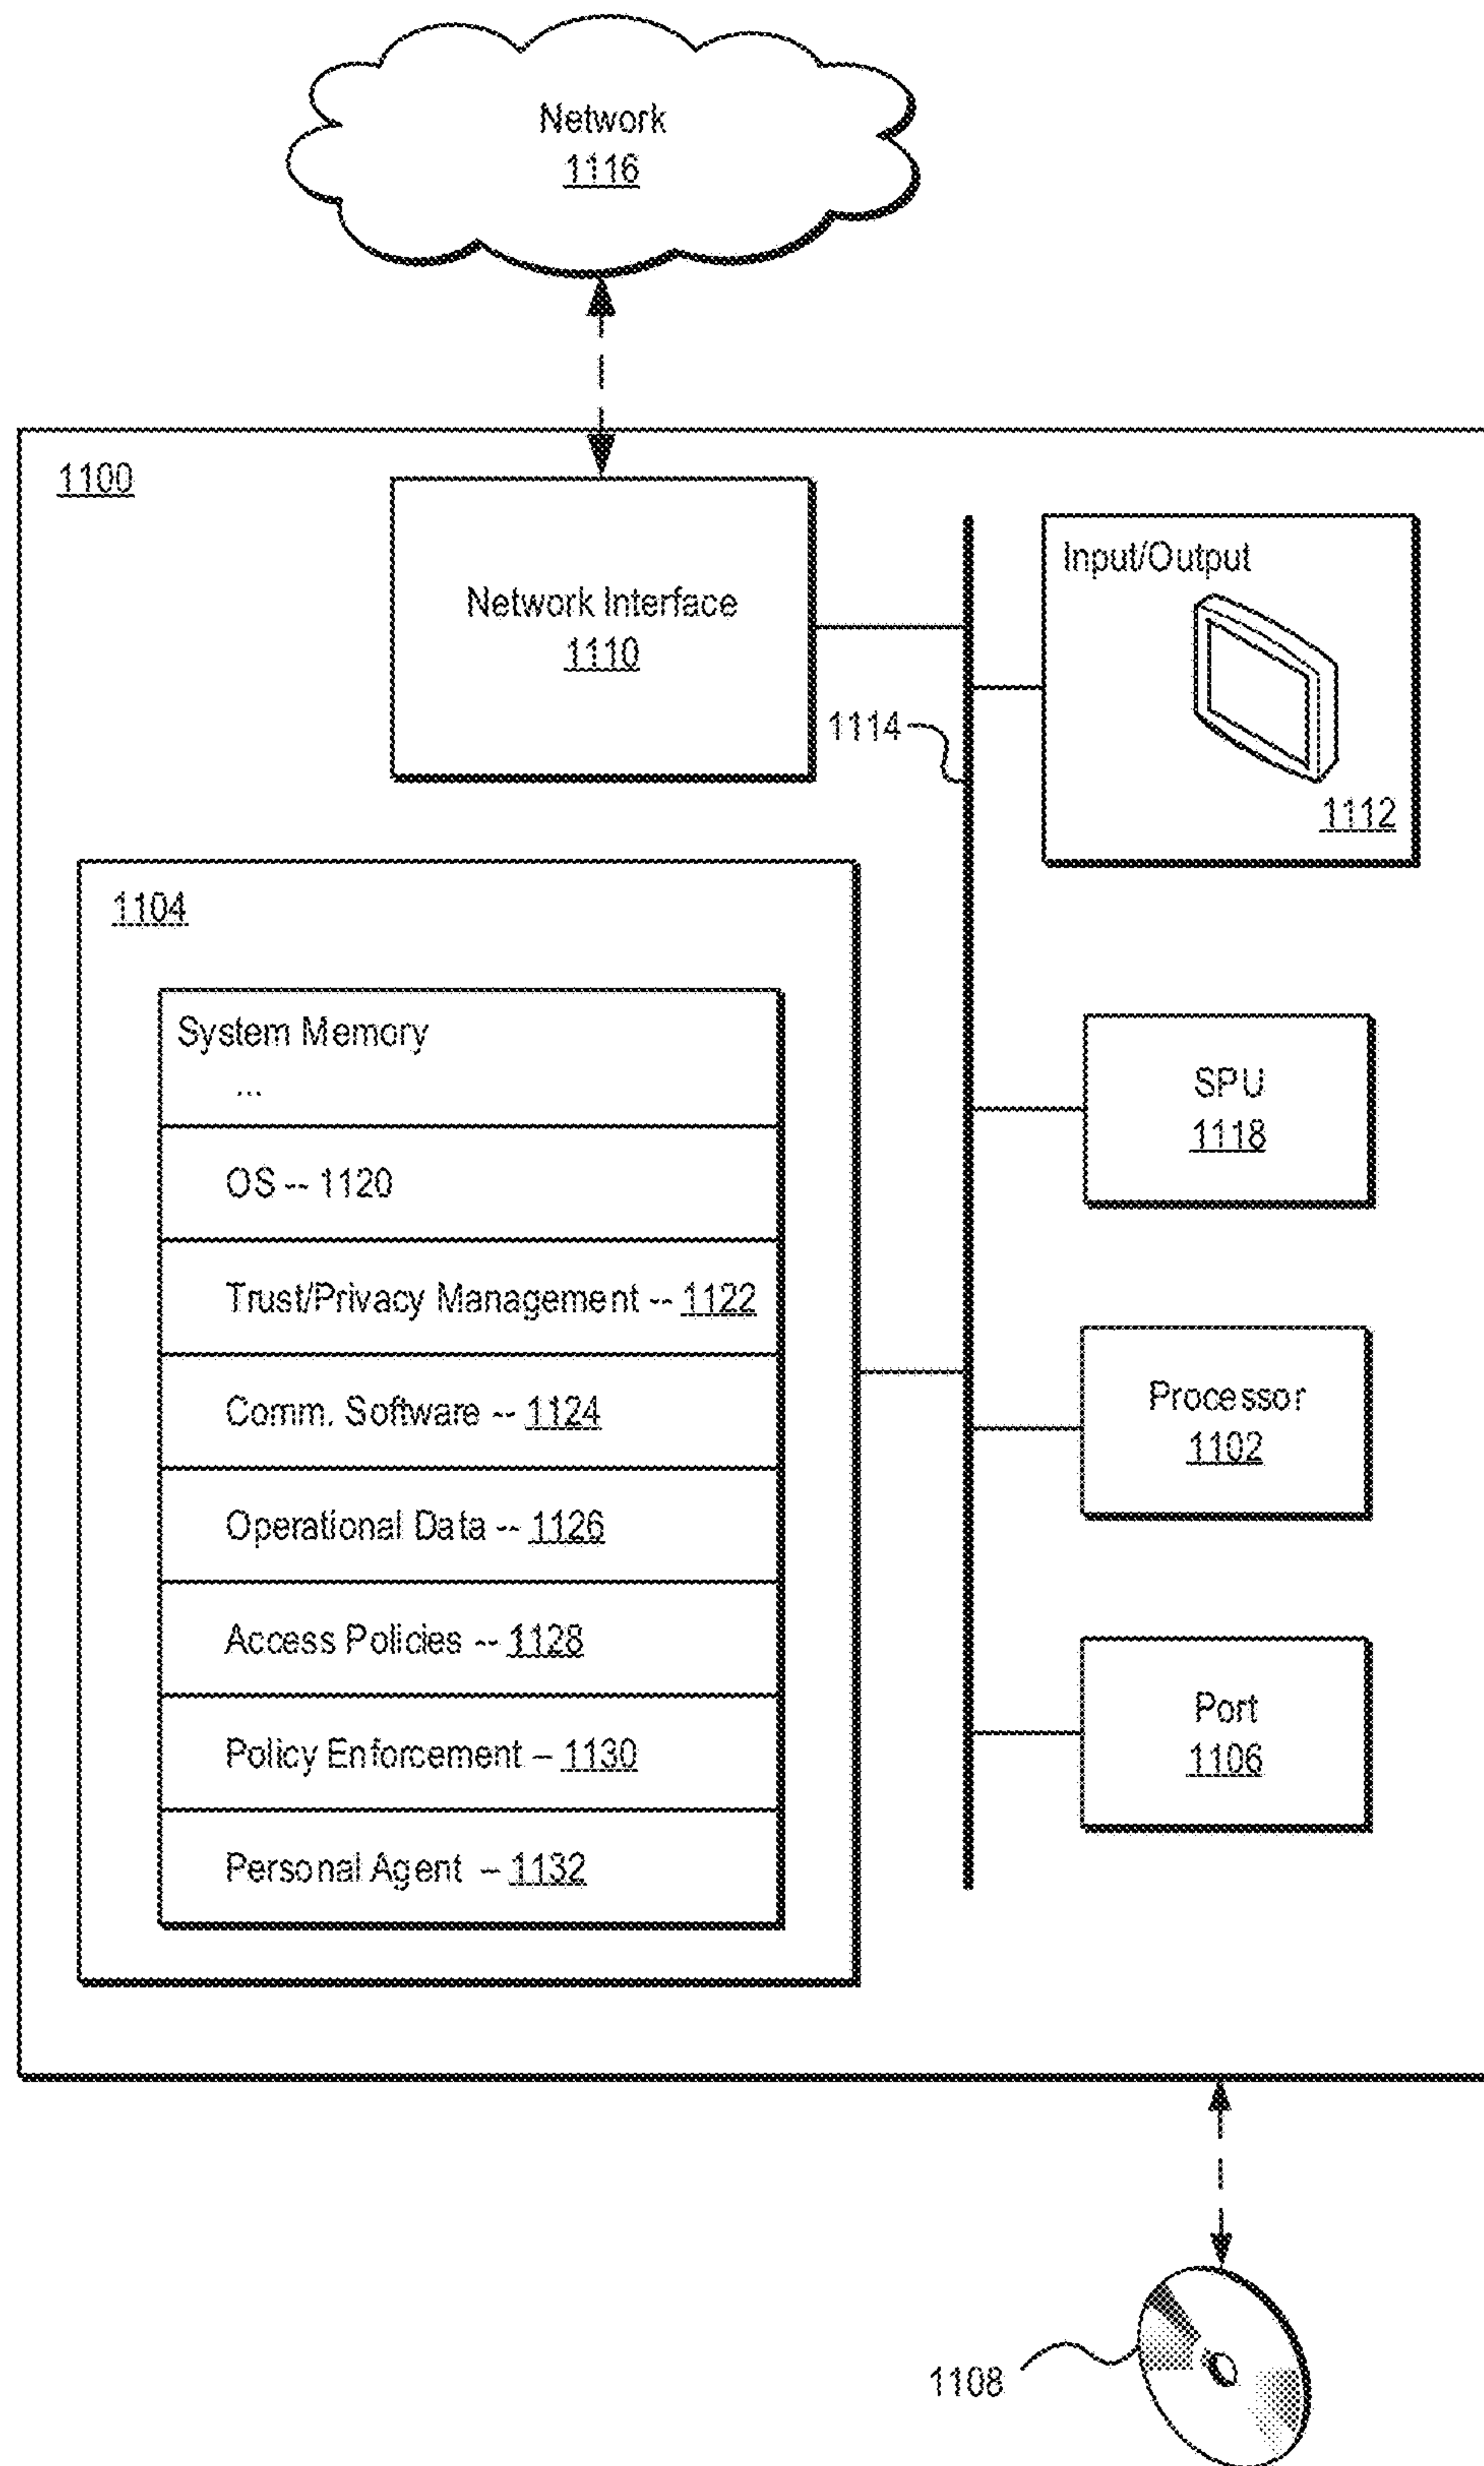 Network
1116
1100
Network Interface
1110
Input/Output
1112
1114
1104
System Memory
...
OS -- 1120
Trust/Privacy Management -- 1122
Comm. Software -- 1124
Operational Data -- 1126
Access Policies -- 1128
Policy Enforcement – 1130
Personal Agent – 1132
SPU
1118
Processor
1102
Port
1106
1108